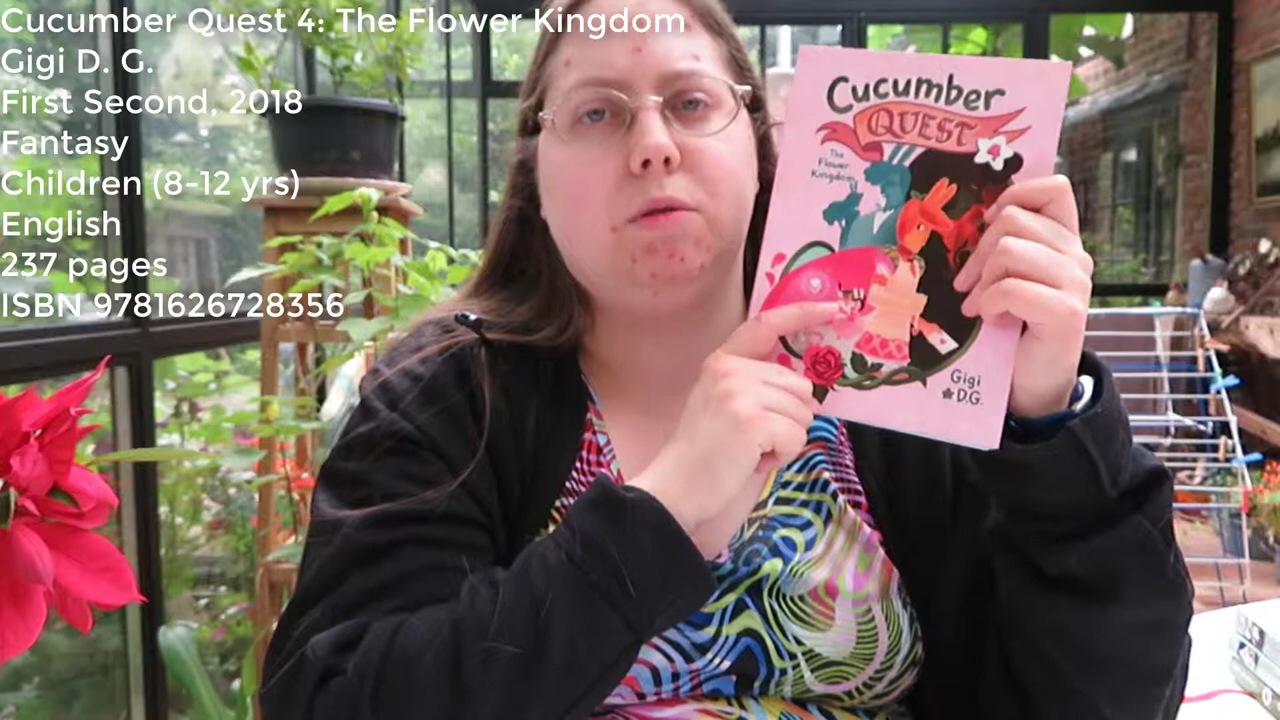 Cucumber Quest 4: The Flower Kingdom
Gigi D. G.
First Second, 2018
Fantasy
Children (8-12 yrs)
English
237 pages
ISBN 9781626728356
Cucumber
QUEST
The
Flower
Kingdom
Gigi
D.G.